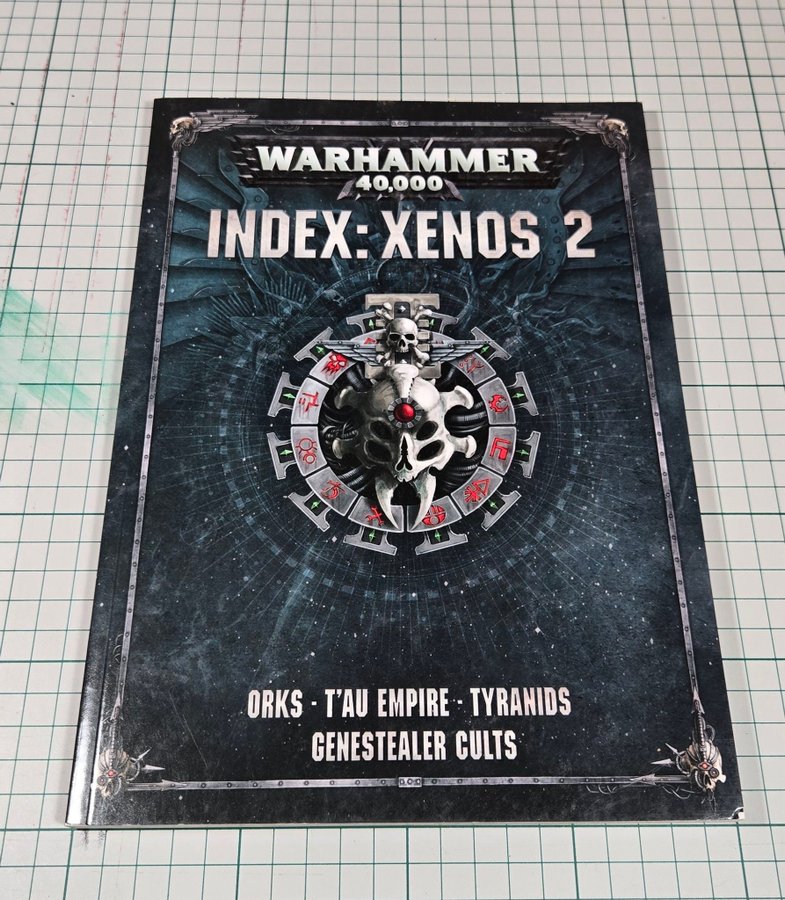 WARHAMMER
40,000
INDEX: XENOS 2
ORKS · T'AU EMPIRE · TYRANIDS
GENESTEALER CULTS